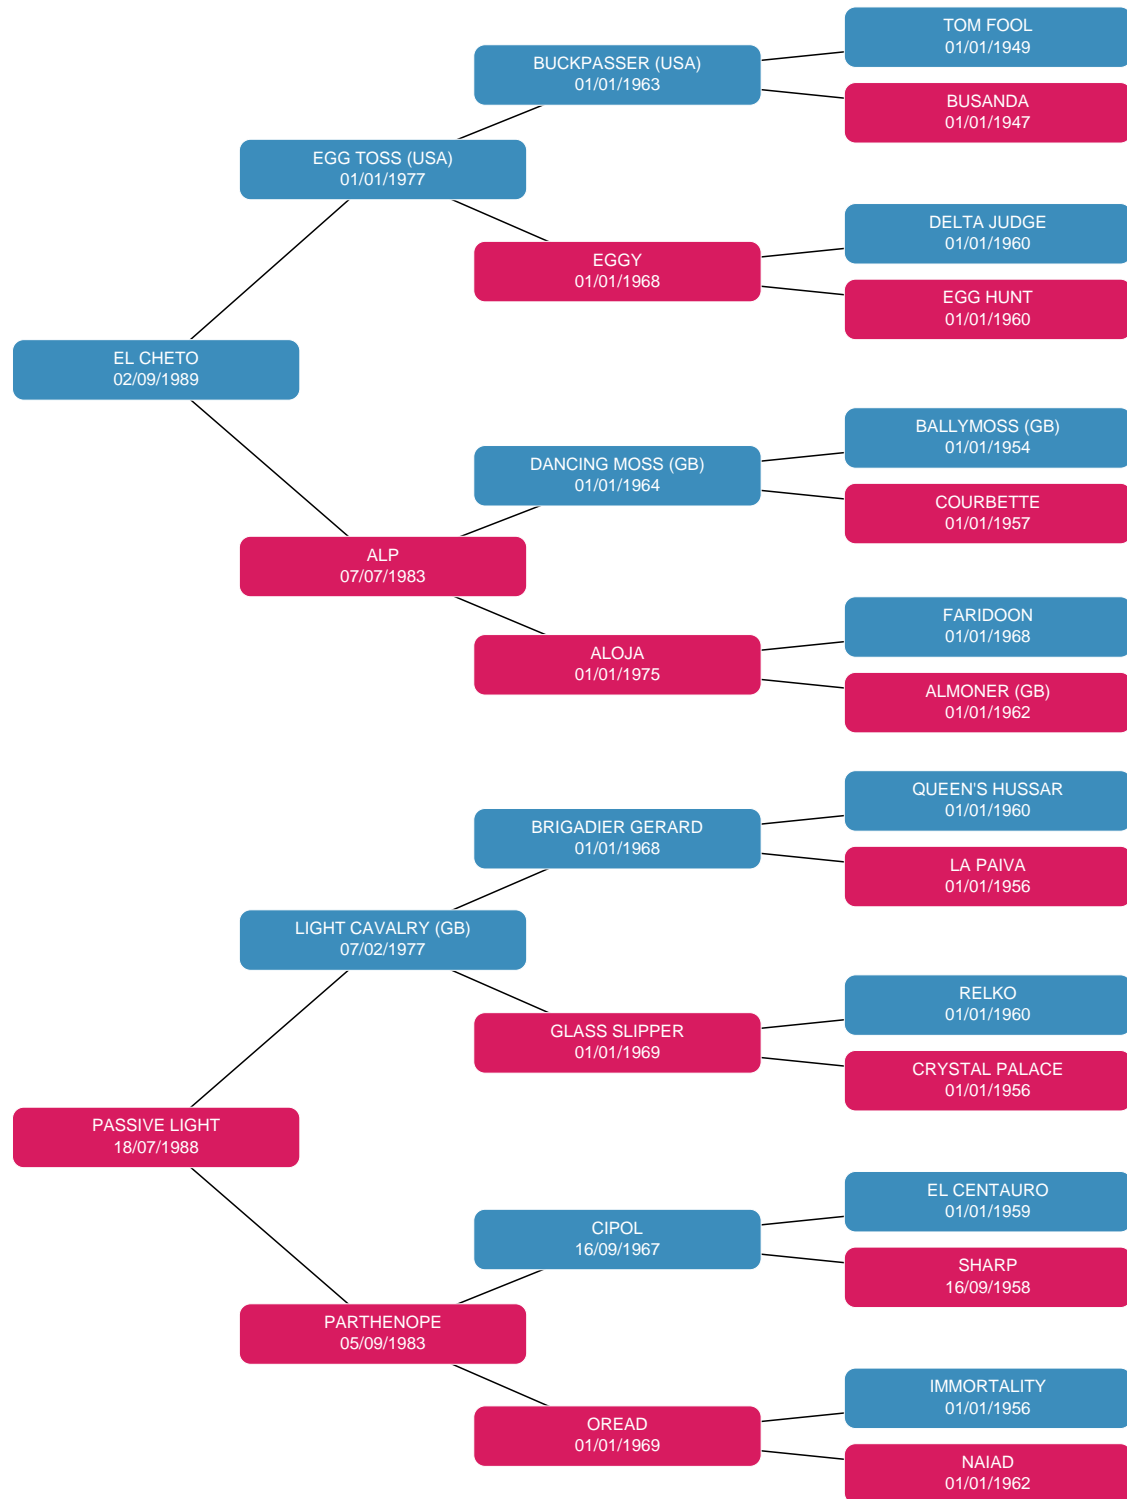 TOM FOOL
01/01/1949
BUCKPASSER (USA)
01/01/1963
BUSANDA
01/01/1947
EGG TOSS (USA)
01/01/1977
DELTA JUDGE
01/01/1960
EGGY
01/01/1968
EGG HUNT
01/01/1960
EL CHETO
02/09/1989
BALLYMOSS (GB)
01/01/1954
DANCING MOSS (GB)
01/01/1964
COURBETTE
01/01/1957
ALP
07/07/1983
FARIDOON
01/01/1968
ALOJA
01/01/1975
ALMONER (GB)
01/01/1962
QUEEN'S HUSSAR
01/01/1960
BRIGADIER GERARD
01/01/1968
LA PAIVA
01/01/1956
LIGHT CAVALRY (GB)
07/02/1977
RELKO
01/01/1960
GLASS SLIPPER
01/01/1969
CRYSTAL PALACE
01/01/1956
PASSIVE LIGHT
18/07/1988
EL CENTAURO
01/01/1959
CIPOL
16/09/1967
SHARP
16/09/1958
PARTHENOPE
05/09/1983
IMMORTALITY
01/01/1956
OREAD
01/01/1969
NAIAD
01/01/1962